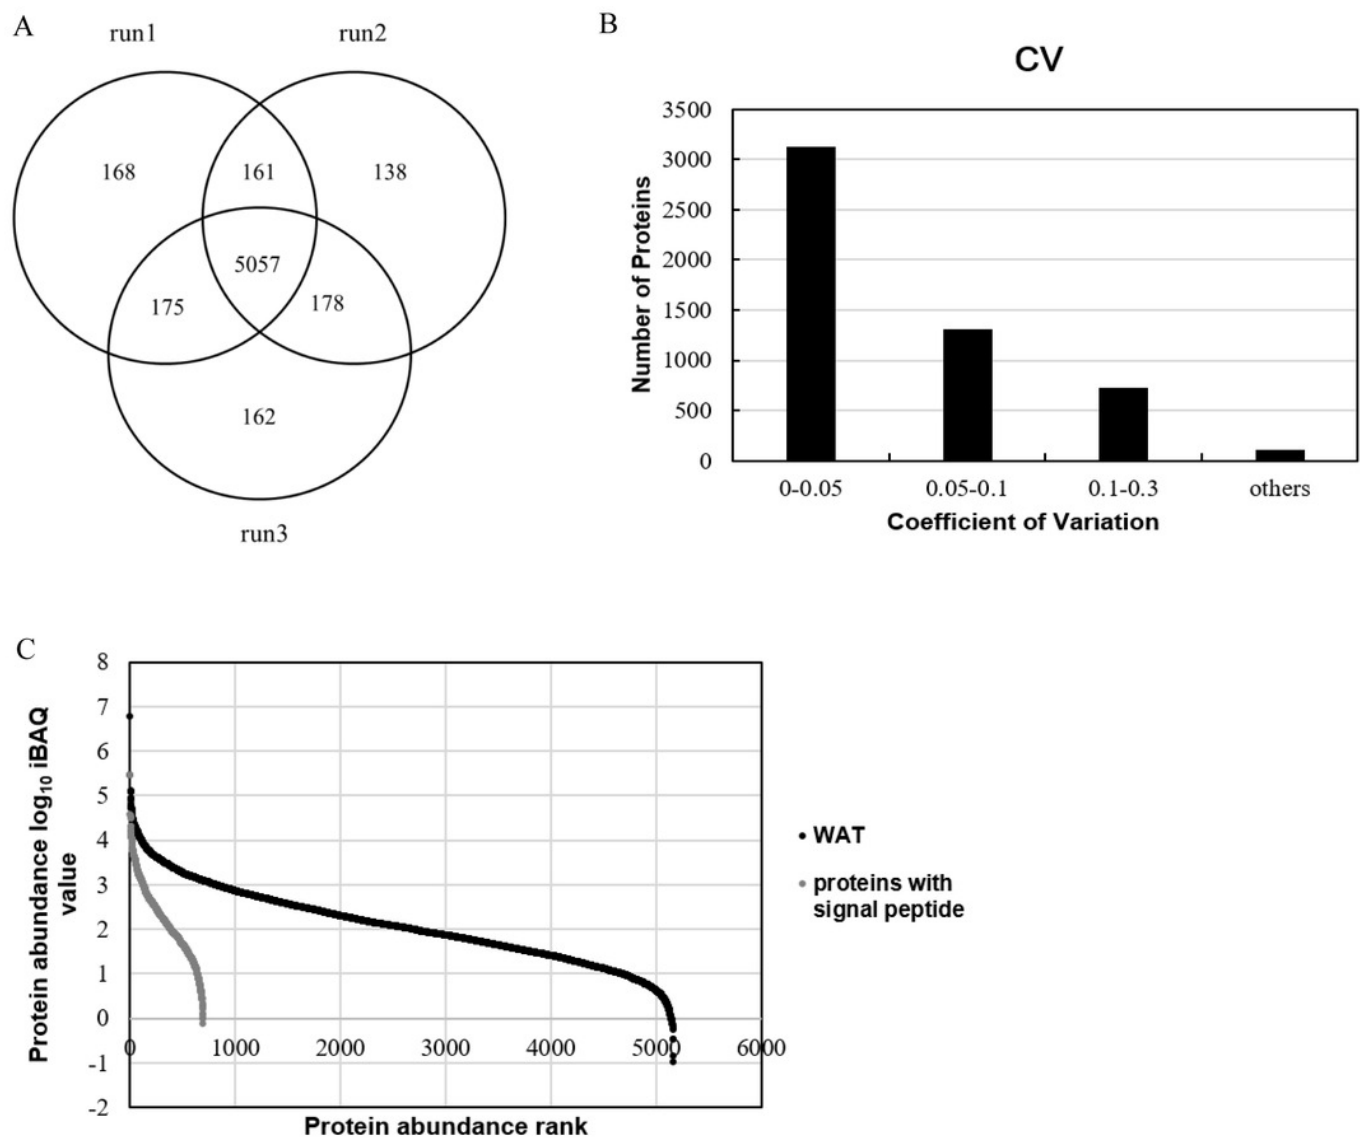 A
run1
run2
168
161
138
5057
175
178
162
run3
B
CV
Number of Proteins
3500
3000
2500
2000
1500
1000
500
0
0-0.05
0.05-0.1
0.1-0.3
others
Coefficient of Variation
C
Protein abundance log₁₀ iBAQ
value
8
7
6
5
4
3
2
1
0
-1
-2
0
1000
2000
3000
4000
5000
6000
Protein abundance rank
WAT
proteins with
signal peptide